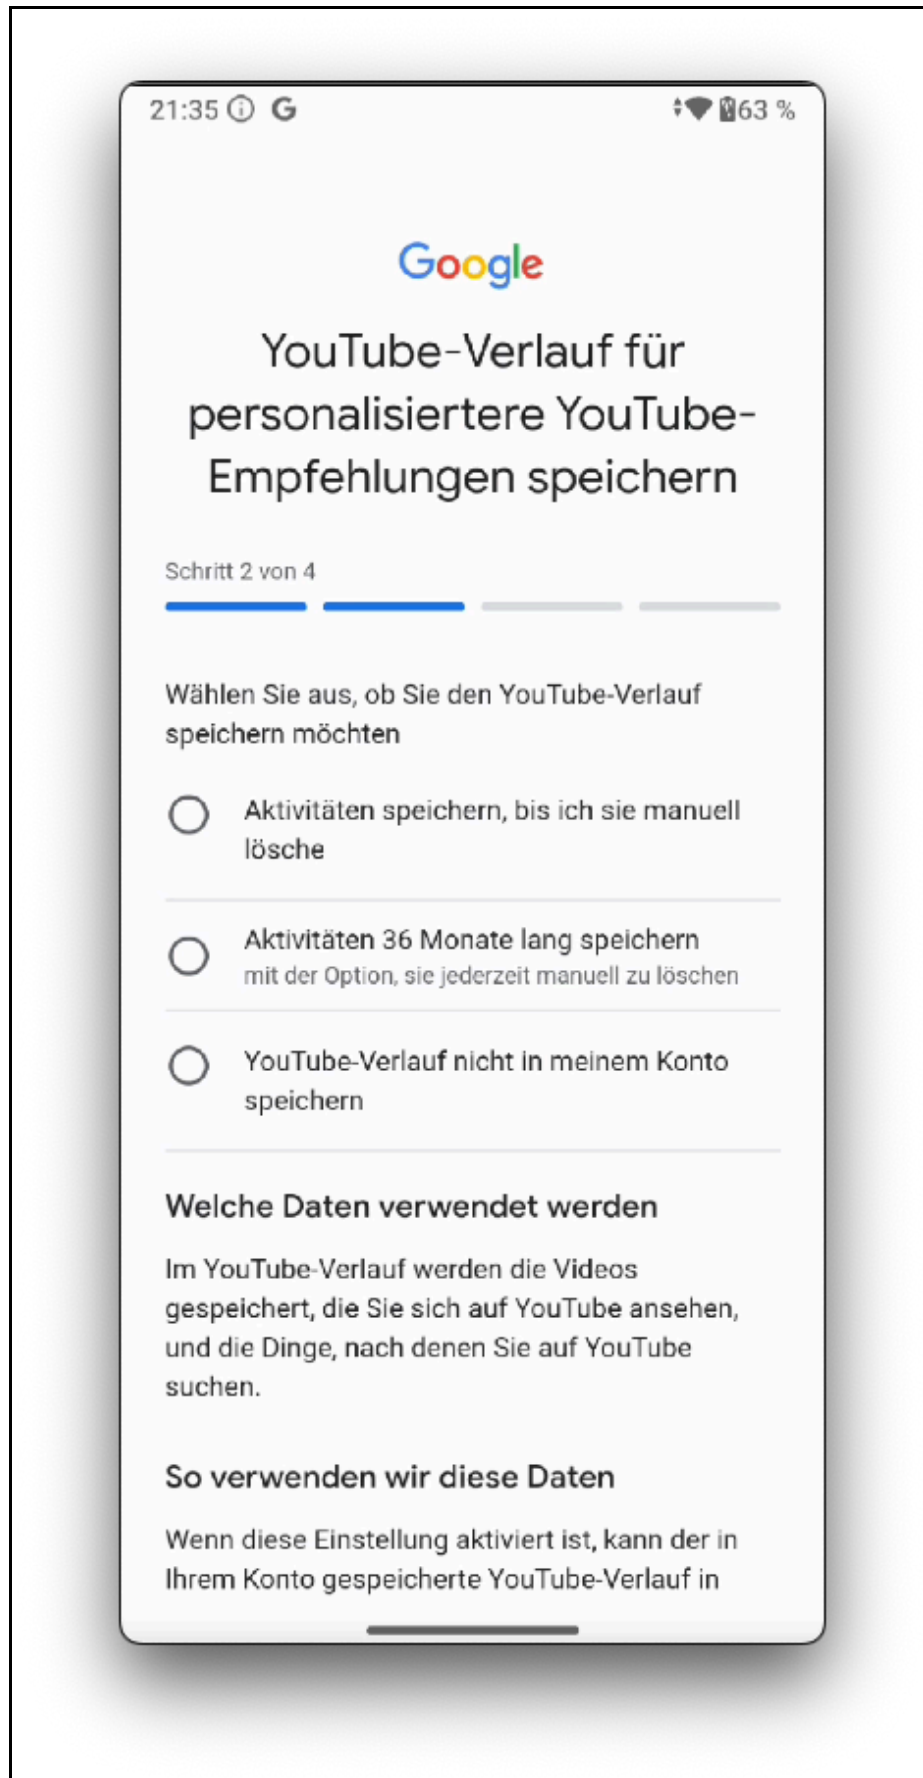 21:35 G 63 %
Google
YouTube-Verlauf für
personalisiertere YouTube-
Empfehlungen speichern
Schritt 2 von 4
Wählen Sie aus, ob Sie den YouTube-Verlauf
speichern möchten
Aktivitäten speichern, bis ich sie manuell
lösche
Aktivitäten 36 Monate lang speichern
mit der Option, sie jederzeit manuell zu löschen
YouTube-Verlauf nicht in meinem Konto
speichern
Welche Daten verwendet werden
Im YouTube-Verlauf werden die Videos
gespeichert, die Sie sich auf YouTube ansehen,
und die Dinge, nach denen Sie auf YouTube
suchen.
So verwenden wir diese Daten
Wenn diese Einstellung aktiviert ist, kann der in
Ihrem Konto gespeicherte YouTube-Verlauf in